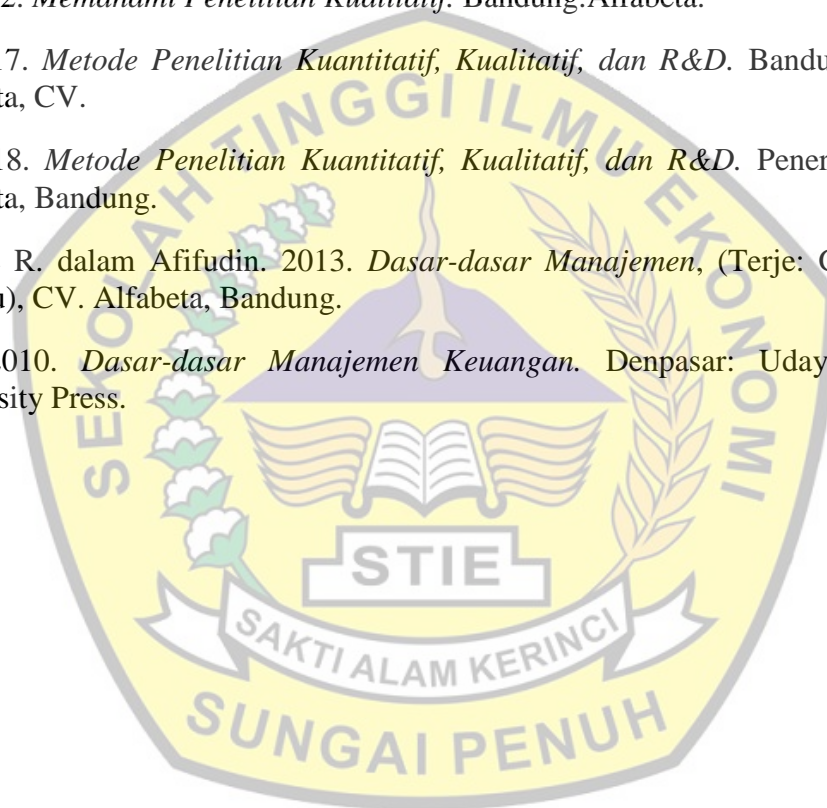 2. Memahami Penelitian Kualitatif. Bandung.Alfabeta.
17. Metode Penelitian Kuantitatif, Kualitatif, dan R&D. Bandu
ta, CV.
18. Metode Penelitian Kuantitatif, Kualitatif, dan R&D. Pener
ta, Bandung.
R. dalam Afifudin. 2013. Dasar-dasar Manajemen, (Terje:
u), CV. Alfabeta, Bandung.
2010. Dasar-dasar Manajemen Keuangan. Denpasar: Uday
sity Press.
SEKOLAH TINGGI ILMU EKONOMI
STIE
SAKTI ALAM KERINCI
SUNGAI PENUH